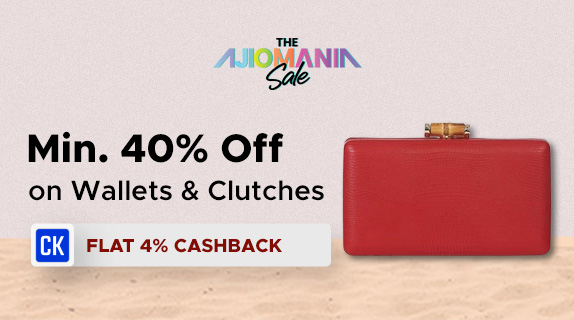 THE
AJIOMANIA
Sale
Min. 40% Off
on Wallets & Clutches
CK FLAT 4% CASHBACK